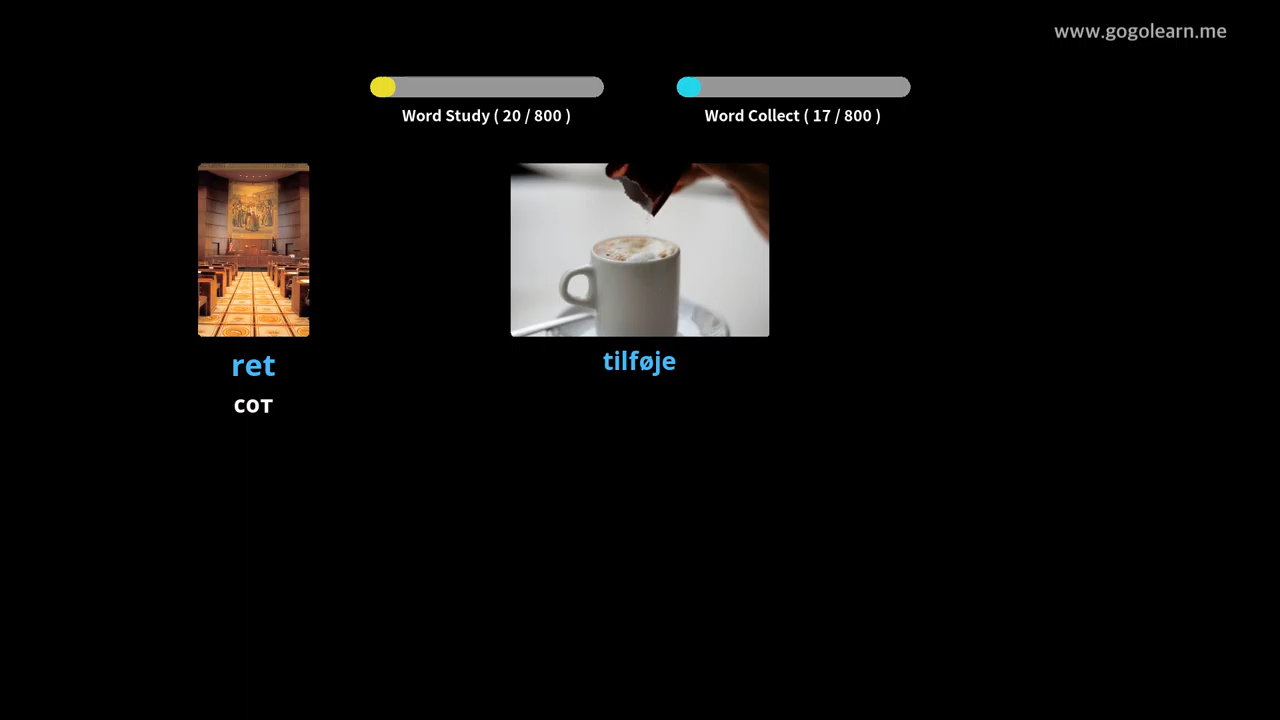 www.gogolearn.me
Word Study ( 20 / 800 )
Word Collect ( 17 / 800 )
ret
сот
tilføje